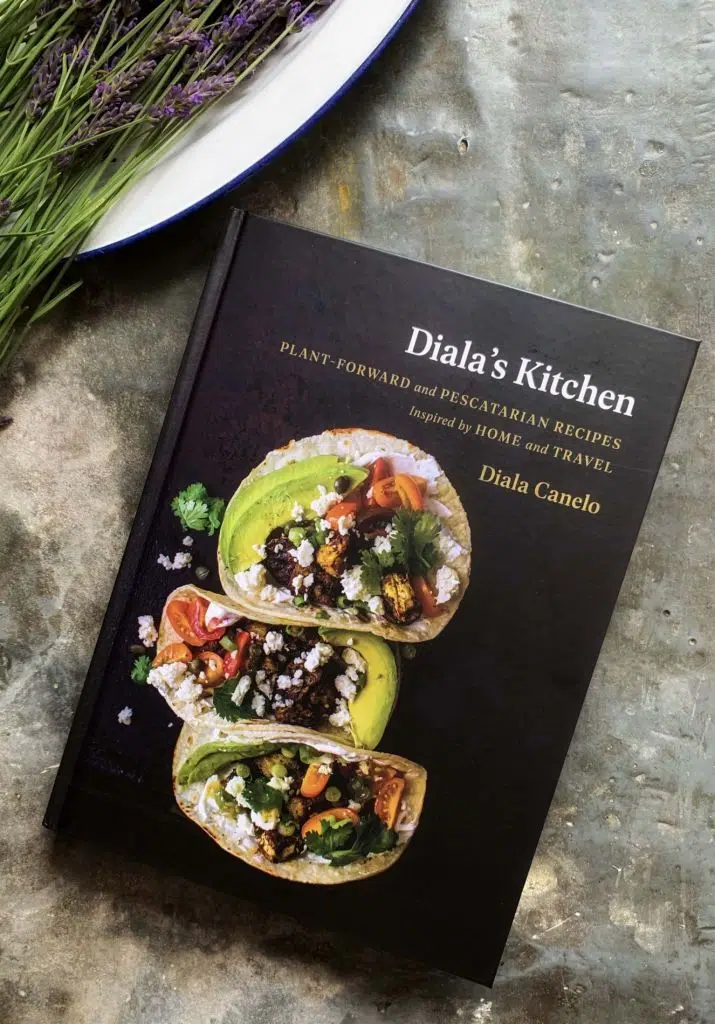 Diala's Kitchen
PLANT-FORWARD and PESCATARIAN RECIPES
Inspired by HOME and TRAVEL
Diala Canelo